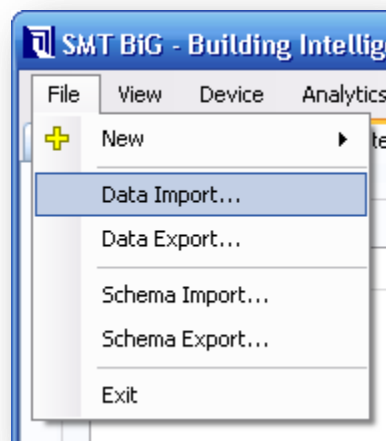 SMT BiG - Building Intellig
File View Device Analytics
New
Data Import...
Data Export...
Schema Import...
Schema Export...
Exit